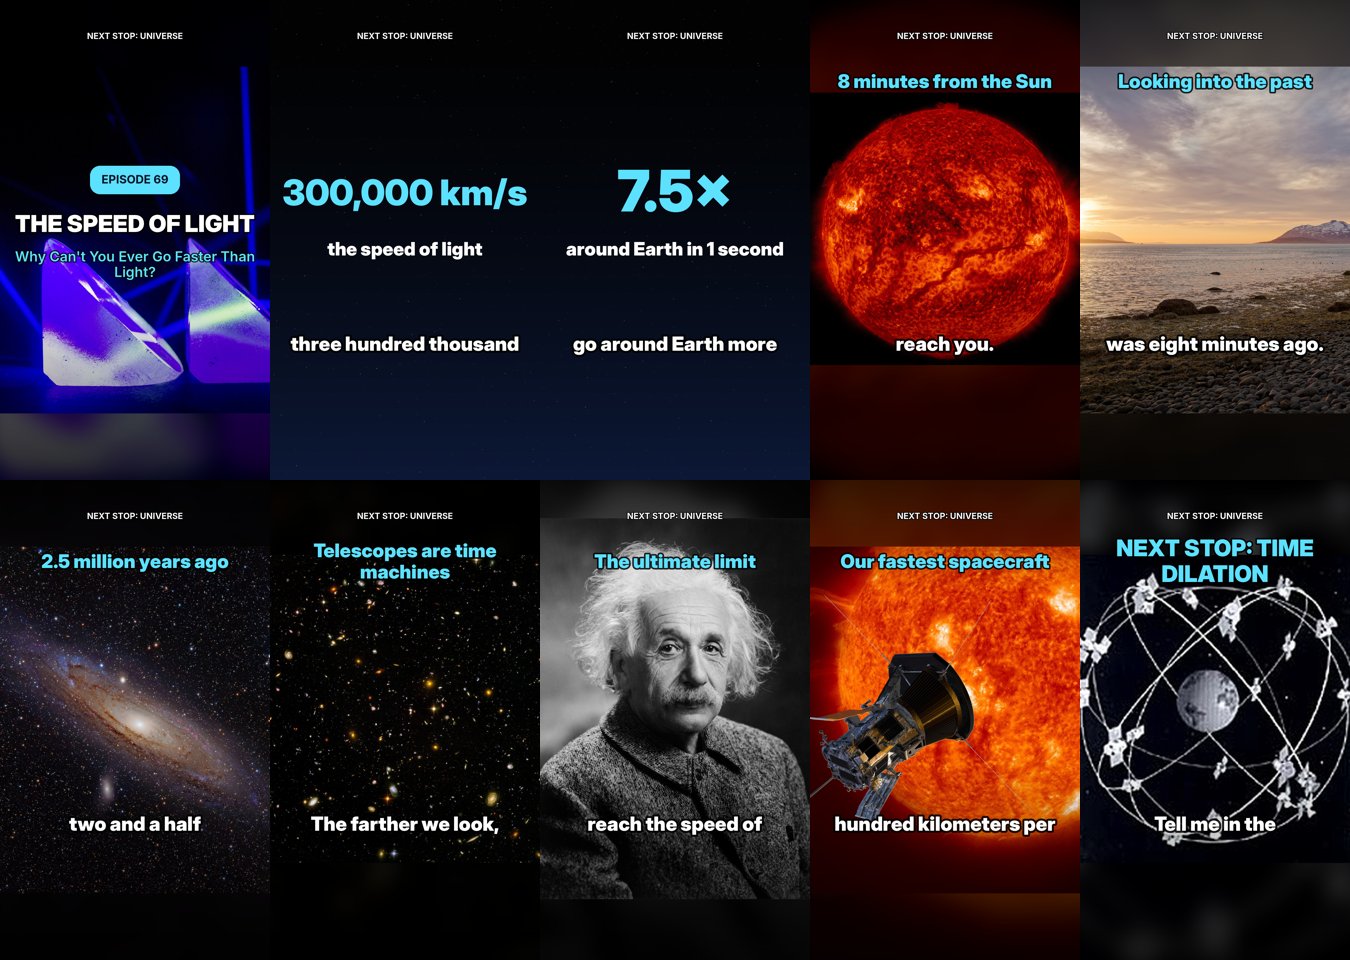 NEXT STOP: UNIVERSE
EPISODE 69
THE SPEED OF LIGHT
Why Can't You Ever Go Faster Than
Light?
NEXT STOP: UNIVERSE
300,000 km/s
the speed of light
three hundred thousand
NEXT STOP: UNIVERSE
7.5×
around Earth in 1 second
go around Earth more
NEXT STOP: UNIVERSE
8 minutes from the Sun
reach you.
NEXT STOP: UNIVERSE
Looking into the past
was eight minutes ago.
NEXT STOP: UNIVERSE
2.5 million years ago
two and a half
NEXT STOP: UNIVERSE
Telescopes are time
machines
The farther we look,
NEXT STOP: UNIVERSE
The ultimate limit
reach the speed of
NEXT STOP: UNIVERSE
Our fastest spacecraft
hundred kilometers per
NEXT STOP: UNIVERSE
NEXT STOP: TIME
DILATION
Tell me in the